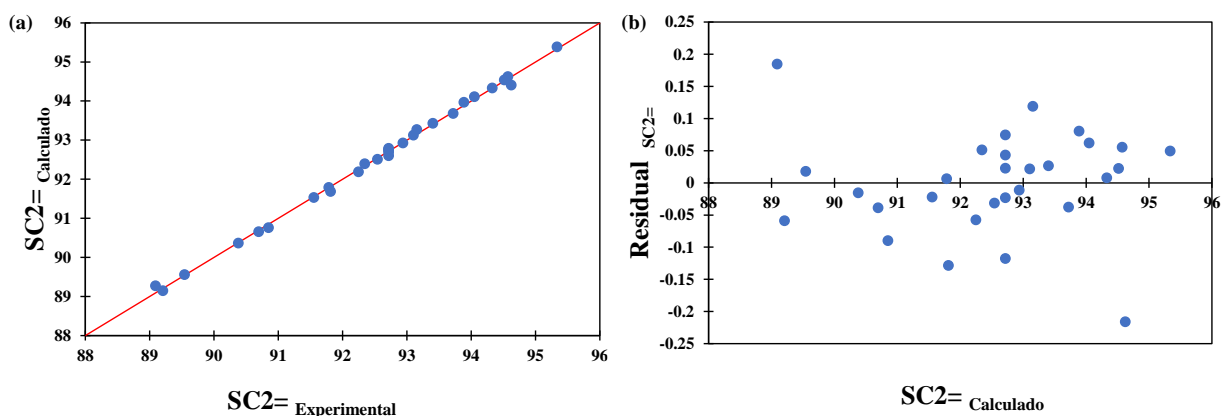 (a)
96
95
94
93
92
91
90
89
88
SC2= Calculado
88 89 90 91 92 93 94 95 96
SC2= Experimental
(b)
0.25
0.2
0.15
0.1
0.05
0
-0.05
-0.1
-0.15
-0.2
-0.25
Residual SC2=
88 89 90 91 92 93 94 95 96
SC2= Calculado